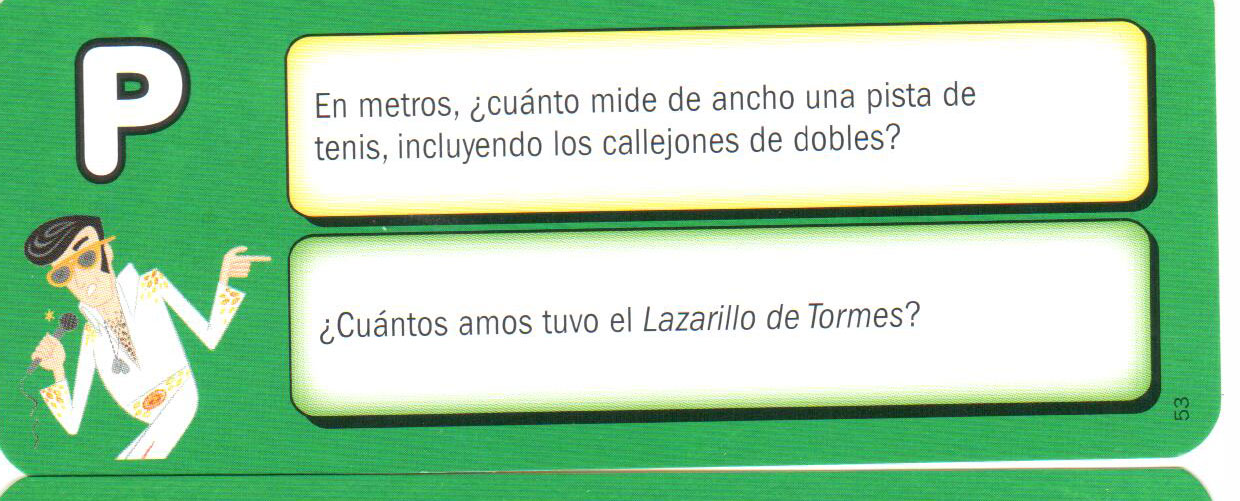 P
En metros, ¿cuánto mide de ancho una pista de
tenis, incluyendo los callejones de dobles?
¿Cuántos amos tuvo el Lazarillo de Tormes?
53